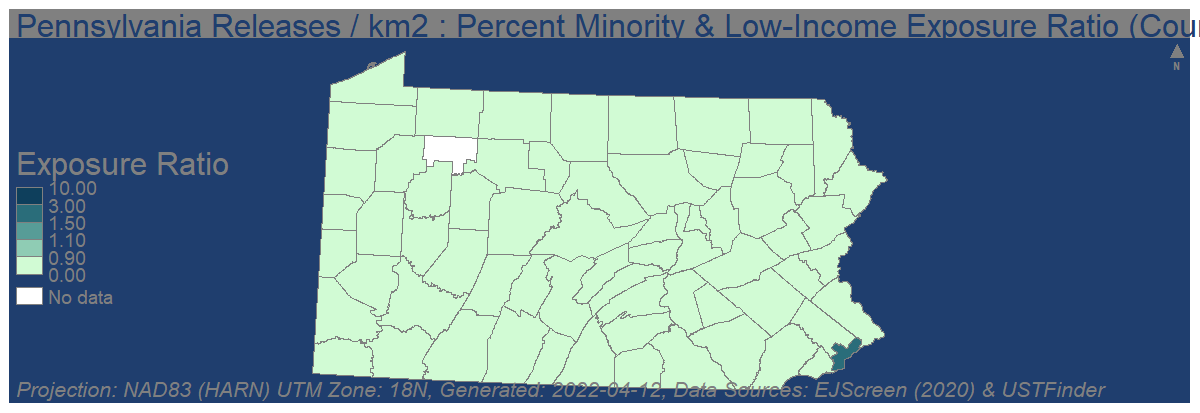 Pennsylvania Releases / km2 : Percent Minority & Low-Income Exposure Ratio (Cou
N
Exposure Ratio
10.00
3.00
1.50
1.10
0.90
0.00
No data
Projection: NAD83 (HARN) UTM Zone: 18N, Generated: 2022-04-12, Data Sources: EJScreen (2020) & USTFinder